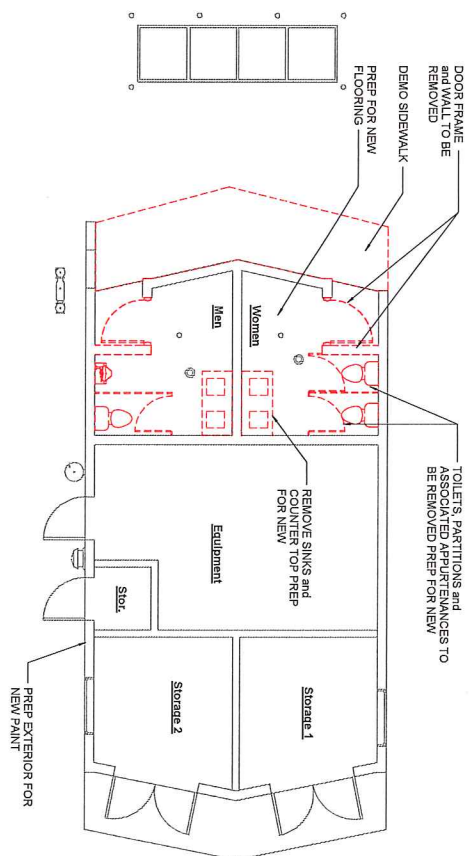 DOOR FRAME
and WALL TO BE
REMOVED
DEMO SIDEWALK
PREP FOR NEW
FLOORING
TOILETS, PARTITIONS and
ASSOCIATED APPURTENANCES TO
BE REMOVED PREP FOR NEW
REMOVE SINKS and
COUNTER TOP PREP
FOR NEW
PREP EXTERIOR FOR
NEW PAINT
Women
Men
Equipment
Stor.
Storage 1
Storage 2